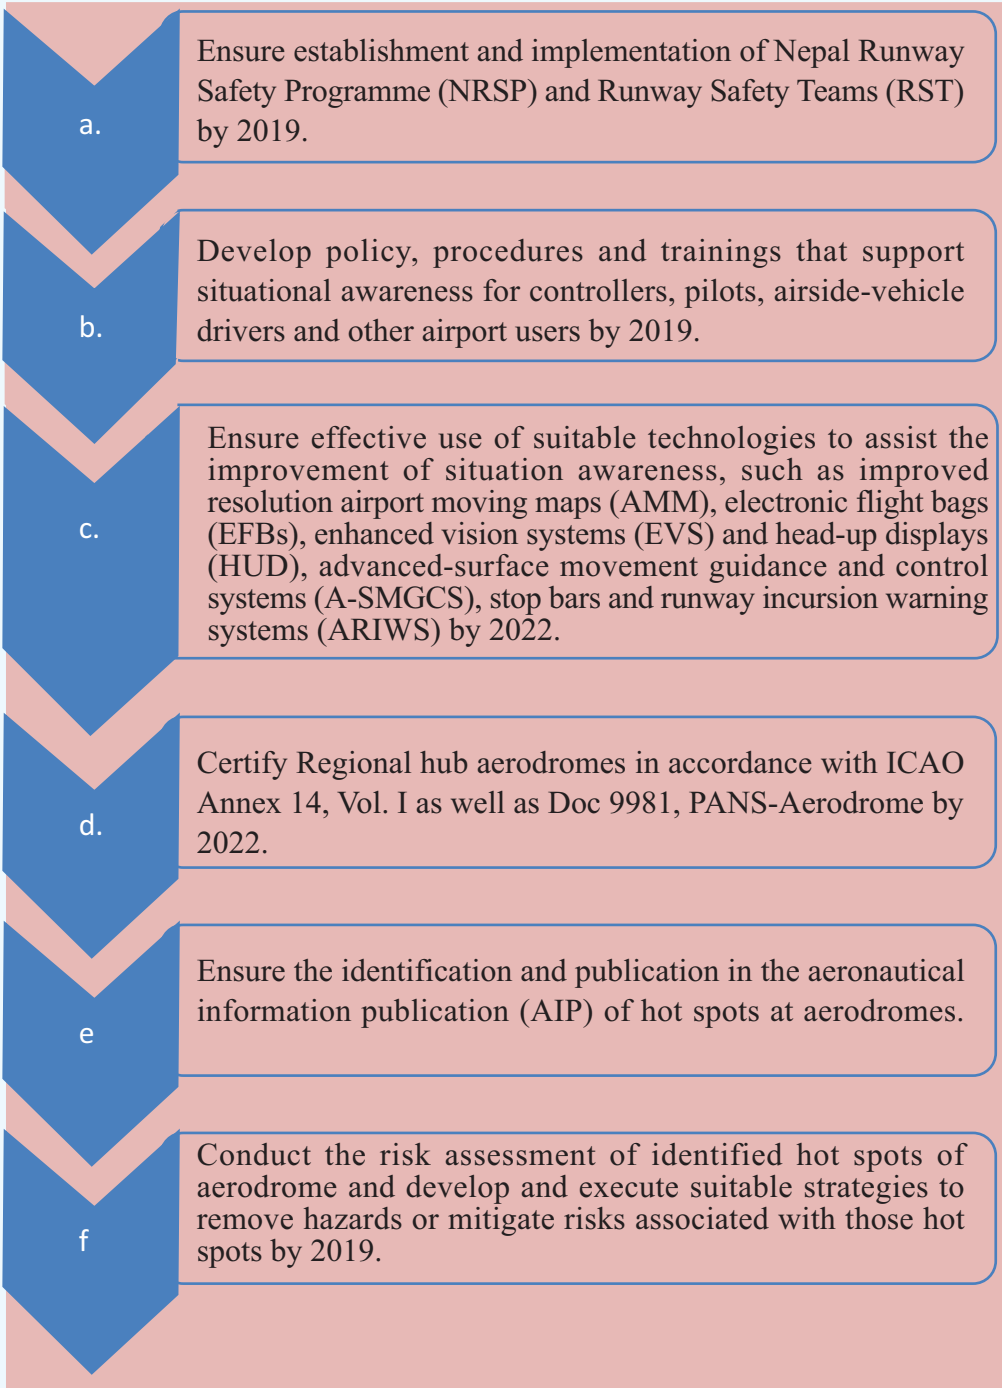 a.
Ensure establishment and implementation of Nepal Runway
Safety Programme (NRSP) and Runway Safety Teams (RST)
by 2019.
b.
Develop policy, procedures and trainings that support
situational awareness for controllers, pilots, airside-vehicle
drivers and other airport users by 2019.
c.
Ensure effective use of suitable technologies to assist the
improvement of situation awareness, such as improved
resolution airport moving maps (AMM), electronic flight bags
(EFBs), enhanced vision systems (EVS) and head-up displays
(HUD), advanced-surface movement guidance and control
systems (A-SMGCS), stop bars and runway incursion warning
systems (ARIWS) by 2022.
d.
Certify Regional hub aerodromes in accordance with ICAO
Annex 14, Vol. I as well as Doc 9981, PANS-Aerodrome by
2022.
e
Ensure the identification and publication in the aeronautical
information publication (AIP) of hot spots at aerodromes.
f
Conduct the risk assessment of identified hot spots of
aerodrome and develop and execute suitable strategies to
remove hazards or mitigate risks associated with those hot
spots by 2019.